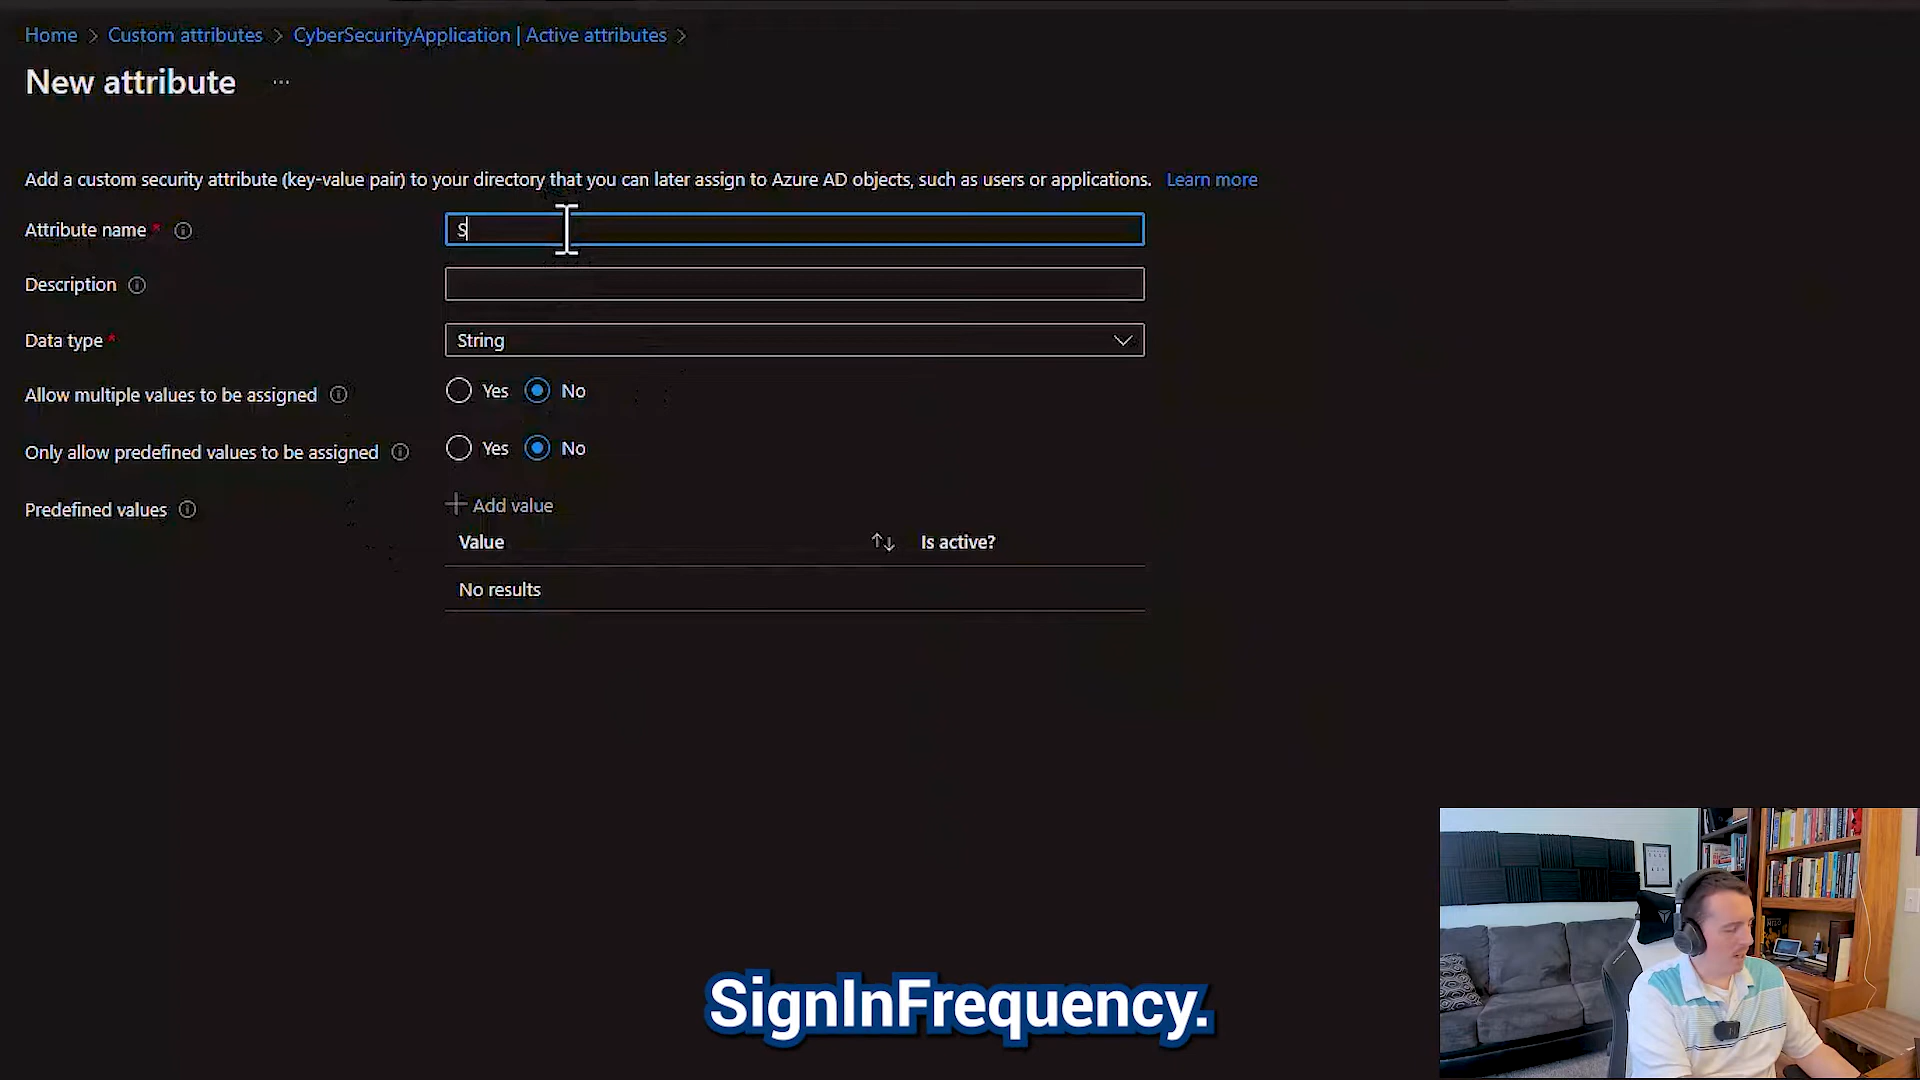 Home > Custom attributes > CyberSecurityApplication | Active attributes >
New attribute ...
Add a custom security attribute (key-value pair) to your directory that you can later assign to Azure AD objects, such as users or applications. Learn more
Attribute name * S
Description
Data type * String
Allow multiple values to be assigned Yes No
Only allow predefined values to be assigned Yes No
Predefined values + Add value
Value Is active?
No results
SignInFrequency.